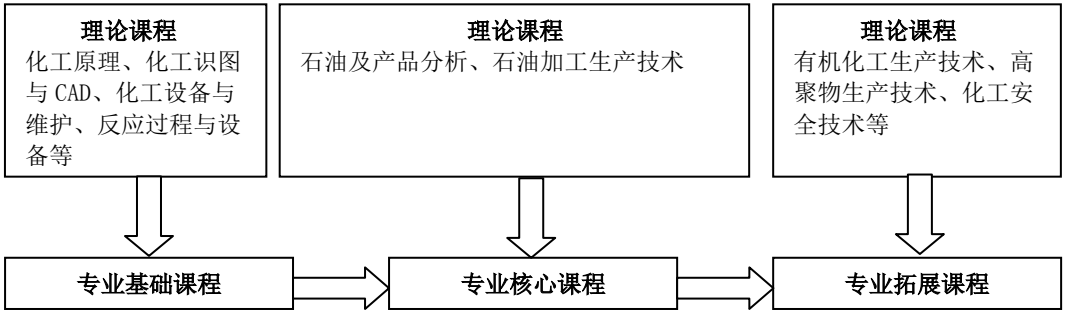 理论课程
化工原理、化工识图
与 CAD、化工设备与
维护、反应过程与设
备等
理论课程
石油及产品分析、石油加工生产技术
理论课程
有机化工生产技术、高
聚物生产技术、化工安
全技术等
专业基础课程
专业核心课程
专业拓展课程